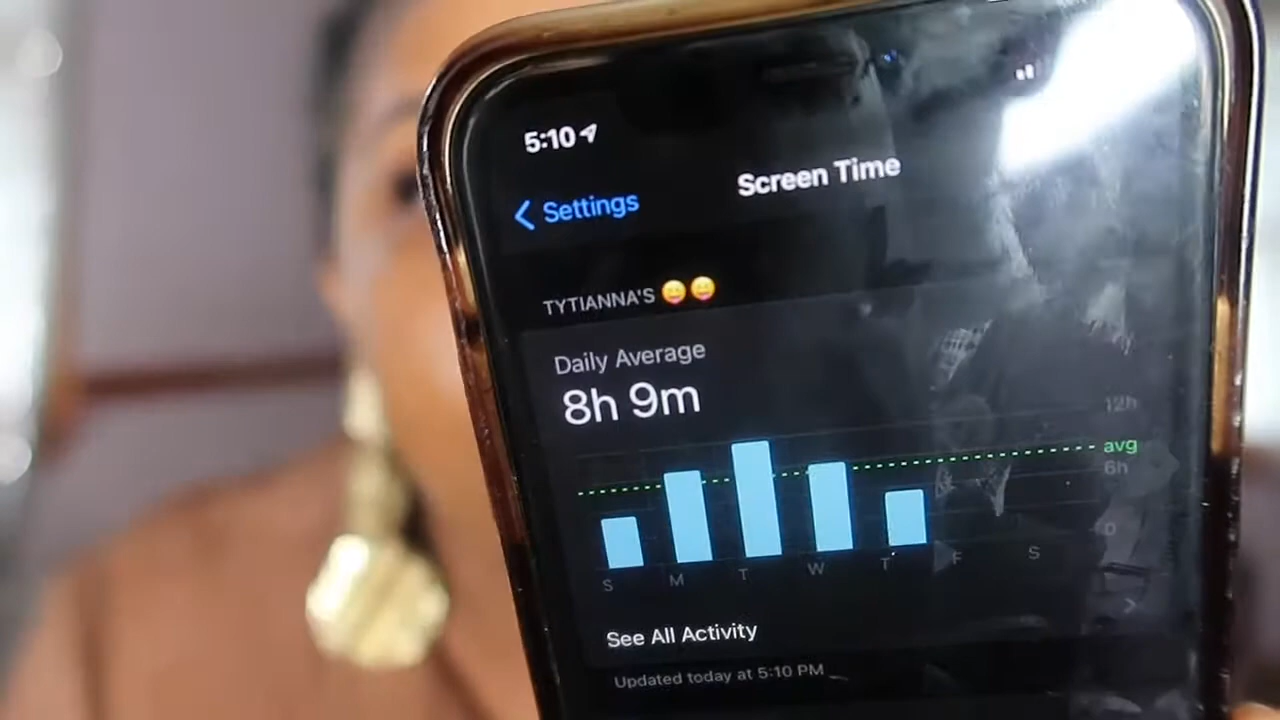 5:10
Settings
Screen Time
TYTIANNA'S 😛😛
Daily Average
8h 9m
12h
avg
6h
0
S M T W T F S
See All Activity
Updated today at 5:10 PM